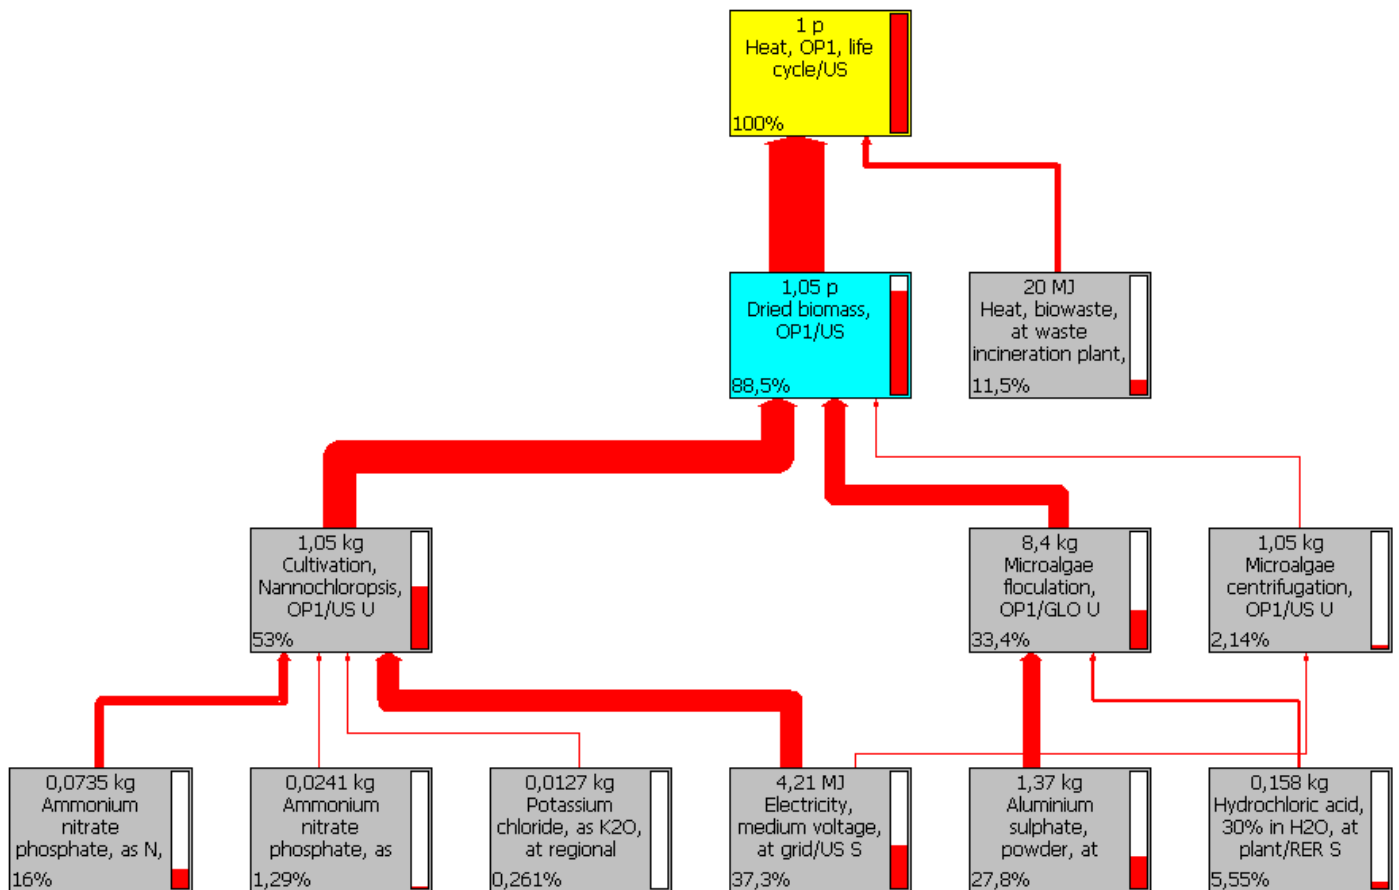 1 p
Heat, OP1, life
cycle/US
100%
1,05 p
Dried biomass,
OP1/US
88,5%
20 MJ
Heat, biowaste,
at waste
incineration plant,
11,5%
1,05 kg
Cultivation,
Nannochloropsis,
OP1/US U
53%
8,4 kg
Microalgae
floculation,
OP1/GLO U
33,4%
1,05 kg
Microalgae
centrifugation,
OP1/US U
2,14%
0,0735 kg
Ammonium
nitrate
phosphate, as N,
16%
0,0241 kg
Ammonium
nitrate
phosphate, as
1,29%
0,0127 kg
Potassium
chloride, as K2O,
at regional
0,261%
4,21 MJ
Electricity,
medium voltage,
at grid/US S
37,3%
1,37 kg
Aluminium
sulphate,
powder, at
27,8%
0,158 kg
Hydrochloric acid,
30% in H2O, at
plant/RER S
5,55%